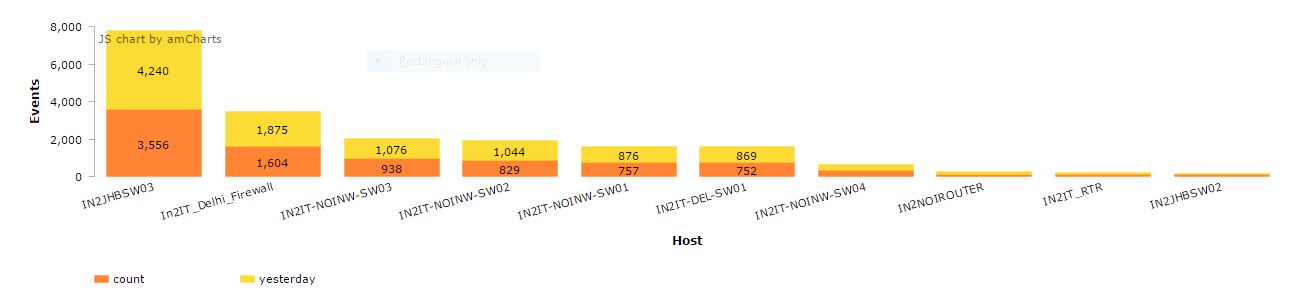 8,000
JS chart by amCharts
Rectangular Snip
6,000
4,240
4,000
3,556
2,000
0
1,875
1,604
1,076
938
1,044
829
876
757
869
752
Events
IN2JHBSW03
In2IT_Delhi_Firewall
IN2IT-NOINW-SW03
IN2IT-NOINW-SW02
IN2IT-NOINW-SW01
IN2IT-DEL-SW01
IN2IT-NOINW-SW04
IN2NOIROUTER
IN2IT_RTR
IN2JHBSW02
Host
count
yesterday